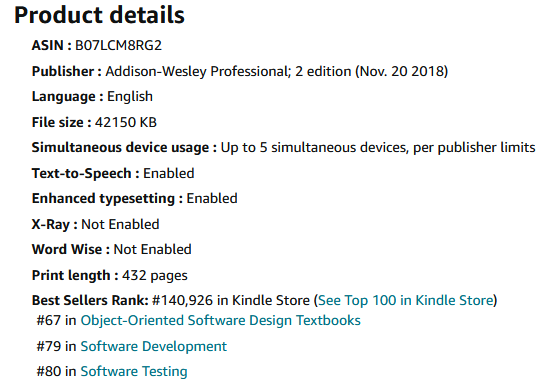 Product details
ASIN : B07LCM8RG2
Publisher : Addison-Wesley Professional; 2 edition (Nov. 20 2018)
Language : English
File size : 42150 KB
Simultaneous device usage : Up to 5 simultaneous devices, per publisher limits
Text-to-Speech : Enabled
Enhanced typesetting : Enabled
X-Ray : Not Enabled
Word Wise : Not Enabled
Print length : 432 pages
Best Sellers Rank: #140,926 in Kindle Store (See Top 100 in Kindle Store)
#67 in Object-Oriented Software Design Textbooks
#79 in Software Development
#80 in Software Testing